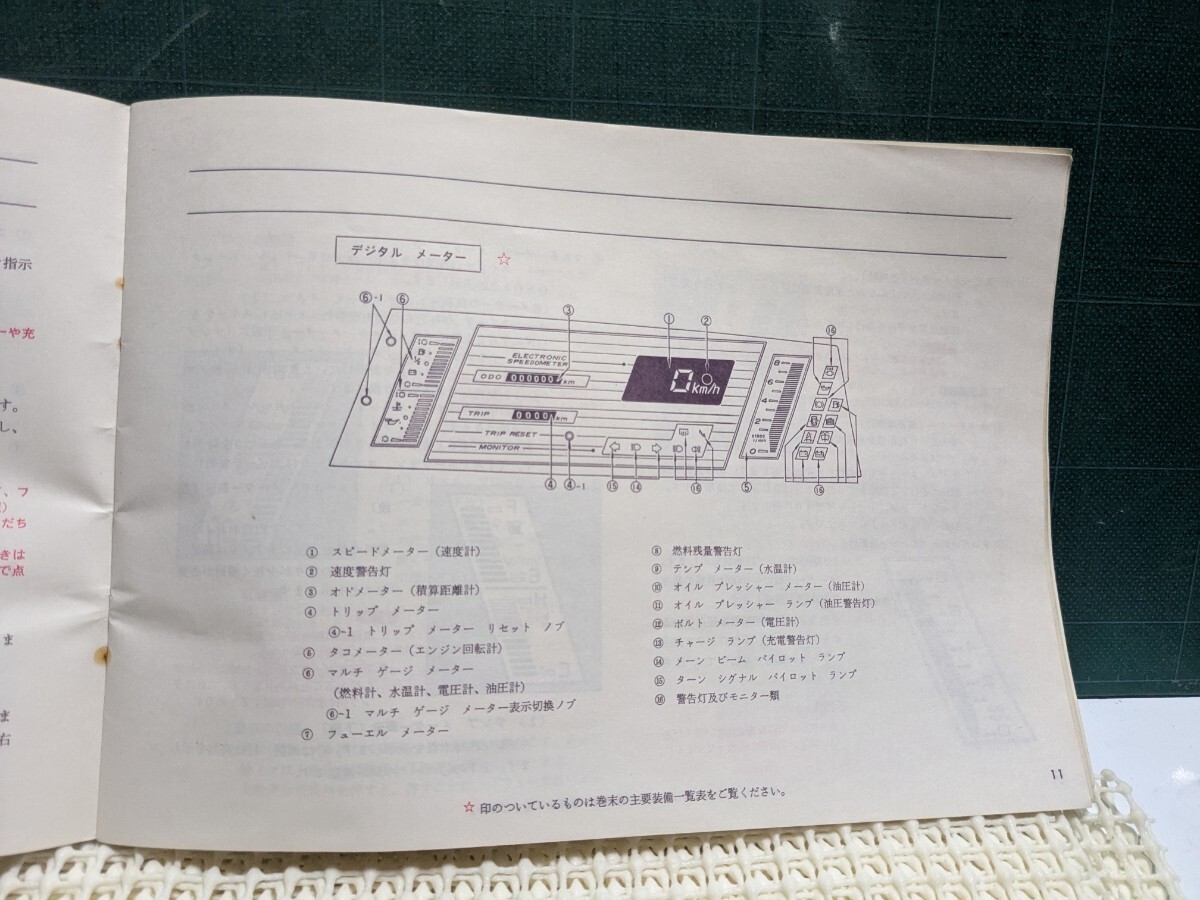 指示
ーや充
す。
し、
、フ
だち
きは
で点
ま
ま
右
デジタル メーター ☆
⑥-1 ⑥ ③ ① ② ⑯
ELECTRONIC
SPEEDOMETER
ODO 000000 km
0 km/h
TRIP 0000 km
TRIP RESET
MONITOR
8
6
4
2
0
④ ④-1 ⑮ ⑭ ⑯ ⑤ ⑯
① スピードメーター(速度計)
② 速度警告灯
③ オドメーター(積算距離計)
④ トリップ メーター
④-1 トリップ メーター リセット ノブ
⑤ タコメーター(エンジン回転計)
⑥ マルチ ゲージ メーター
(燃料計、水温計、電圧計、油圧計)
⑥-1 マルチ ゲージ メーター表示切換ノブ
⑦ フューエル メーター
⑧ 燃料残量警告灯
⑨ テンプ メーター(水温計)
⑩ オイル プレッシャー メーター(油圧計)
⑪ オイル プレッシャー ランプ(油圧警告灯)
⑫ ボルト メーター(電圧計)
⑬ チャージ ランプ(充電警告灯)
⑭ メーン ビーム パイロット ランプ
⑮ ターン シグナル パイロット ランプ
⑯ 警告灯及びモニター類
☆ 印のついているものは巻末の主要装備一覧表をご覧ください。
11